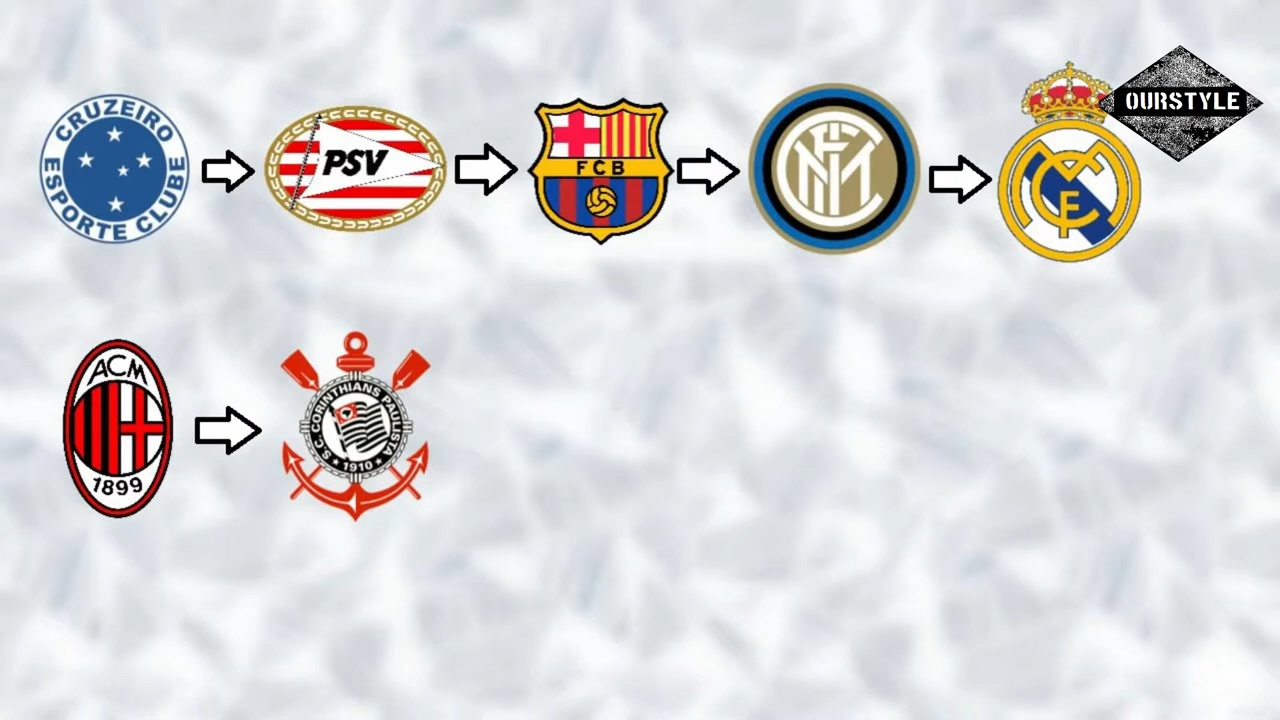 CRUZEIRO
ESPORTE CLUBE
PSV
FCB
OURSTYLE
ACM
1899
S.C. CORINTHIANS PAULISTA
1910